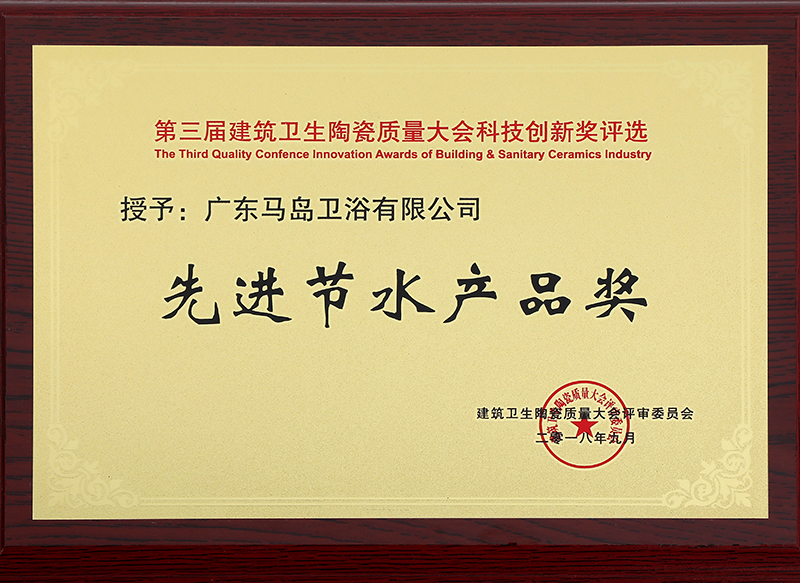 第三届建筑卫生陶瓷质量大会科技创新奖评选
The Third Quality Confence Innovation Awards of Building & Sanitary Ceramics Industry
授予：广东马岛卫浴有限公司
先进节水产品奖
建筑卫生陶瓷质量大会评审委员会
二零一八年九月